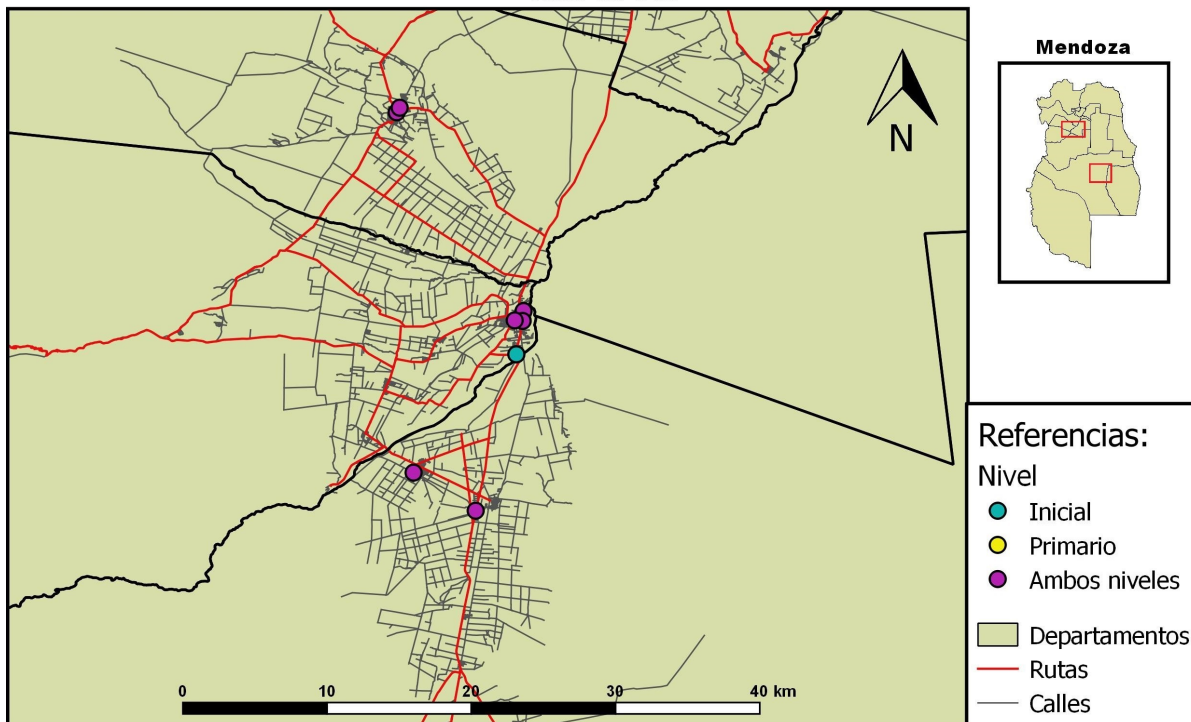 Mendoza
N
Referencias:
Nivel
Inicial
Primario
Ambos niveles
Departamentos
Rutas
Calles
0 10 20 30 40 km